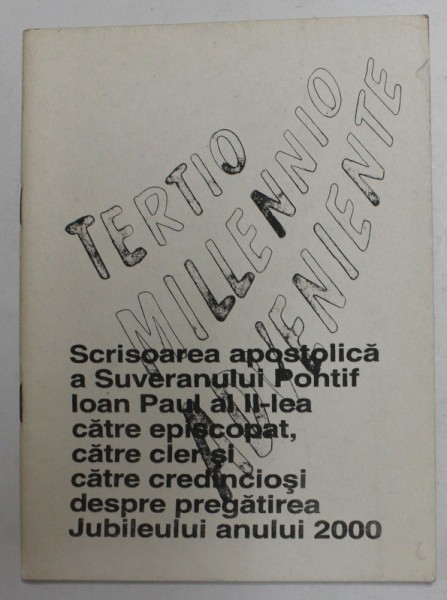 TERTIO
MILLENNIO
ADVENIENTE
Scrisoarea apostolică
a Suveranului Pontif
Ioan Paul al II-lea
către episcopat,
către cler și
către credincioşi
despre pregătirea
Jubileului anului 2000